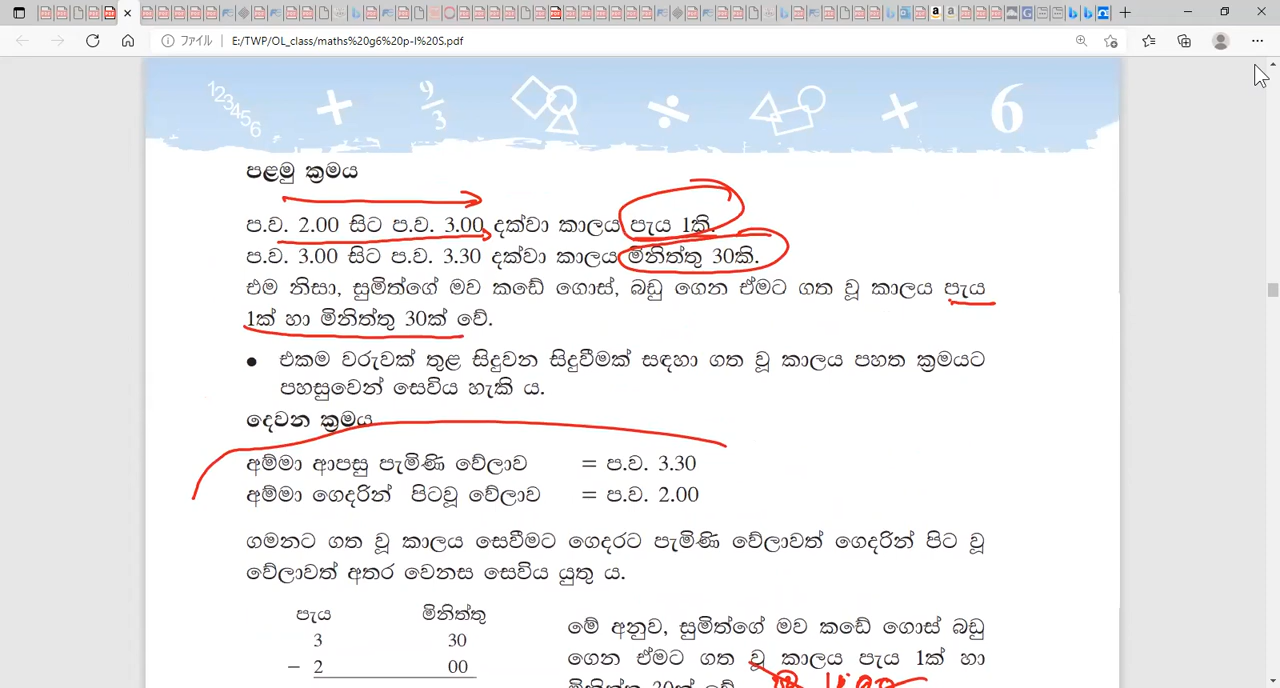 ファイル E:/TWP/OL_class/maths%20g6%20p-I%20S.pdf
123456 + 9/3 ÷ + 6
පළමු ක්‍රමය
ප.ව. 2.00 සිට ප.ව. 3.00 දක්වා කාලය පැය 1කි.
ප.ව. 3.00 සිට ප.ව. 3.30 දක්වා කාලය මිනිත්තු 30කි.
එම නිසා, සුමිත්ගේ මව කඩේ ගොස්, බඩු ගෙන ඒමට ගත වූ කාලය පැය
1ක් හා මිනිත්තු 30ක් වේ.
● එකම වරුවක් තුළ සිදුවන සිදුවීමක් සඳහා ගත වූ කාලය පහත ක්‍රමයට
පහසුවෙන් සෙවිය හැකි ය.
දෙවන ක්‍රමය
අම්මා ආපසු පැමිණි වේලාව = ප.ව. 3.30
අම්මා ගෙදරින් පිටවූ වේලාව = ප.ව. 2.00
ගමනට ගත වූ කාලය සෙවීමට ගෙදරට පැමිණි වේලාවත් ගෙදරින් පිට වූ
වේලාවත් අතර වෙනස සෙවිය යුතු ය.
පැය මිනිත්තු
3 30
− 2 00
මේ අනුව, සුමිත්ගේ මව කඩේ ගොස් බඩු
ගෙන ඒමට ගත වූ කාලය පැය 1ක් හා